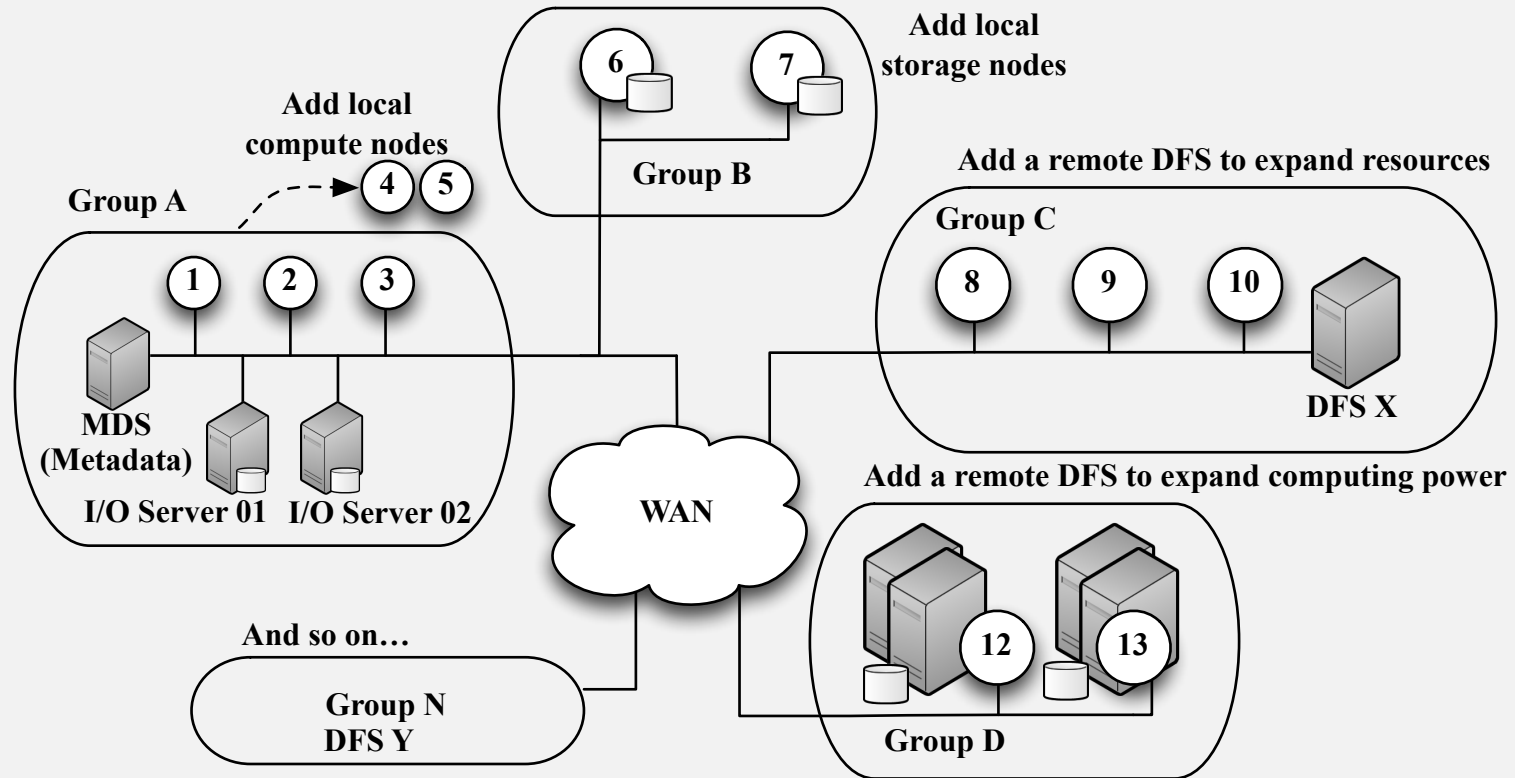 Add local
storage nodes
6
7
Group B
Add local
compute nodes
4
5
Group A
1
2
3
MDS
(Metadata)
I/O Server 01
I/O Server 02
Add a remote DFS to expand resources
Group C
8
9
10
DFS X
WAN
Add a remote DFS to expand computing power
12
13
Group D
And so on…
Group N
DFS Y